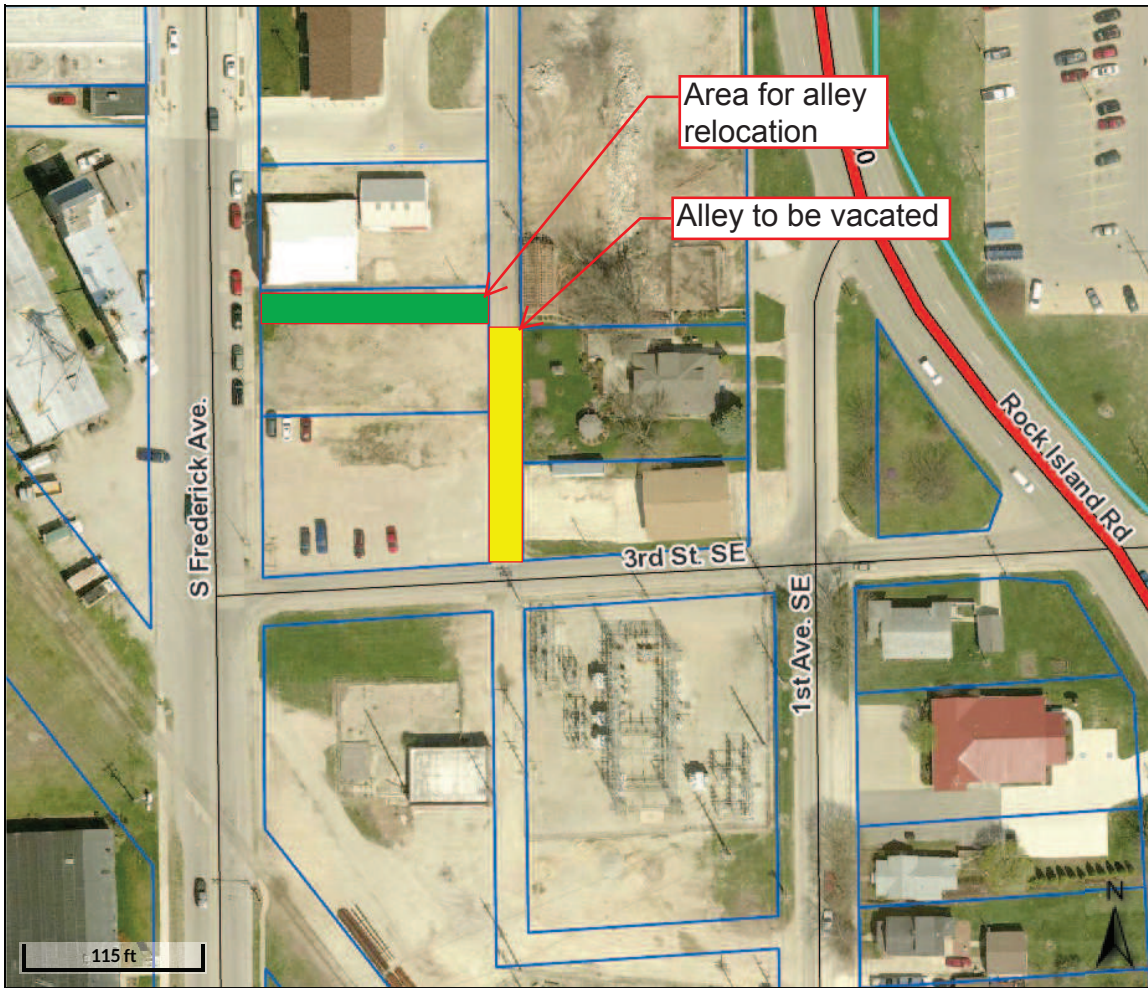 Area for alley
relocation
Alley to be vacated
S Frederick Ave.
Rock Island Rd
3rd St. SE
1st Ave. SE
N
115 ft